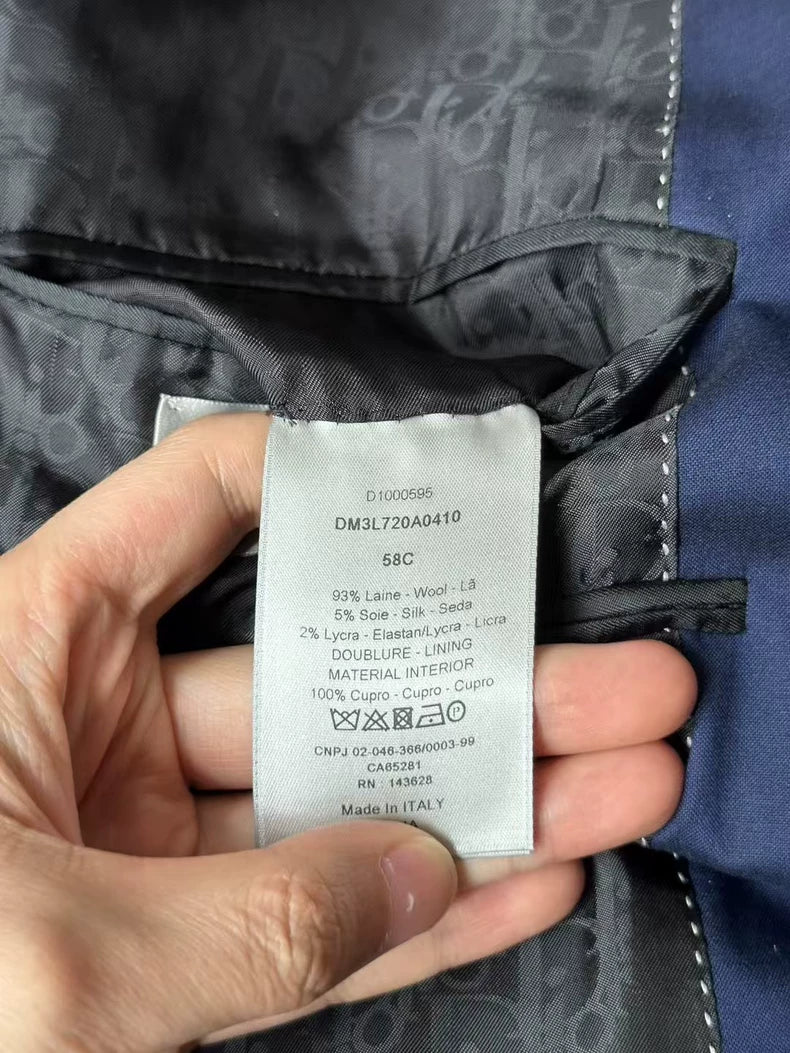 D1000595
DM3L720A0410
58C
93% Laine - Wool - Lã
5% Soie - Silk - Seda
2% Lycra - Elastan/Lycra - Licra
DOUBLURE - LINING
MATERIAL INTERIOR
100% Cupro - Cupro - Cupro
CNPJ 02-046-366/0003-99
CA65281
RN : 143628
Made In ITALY